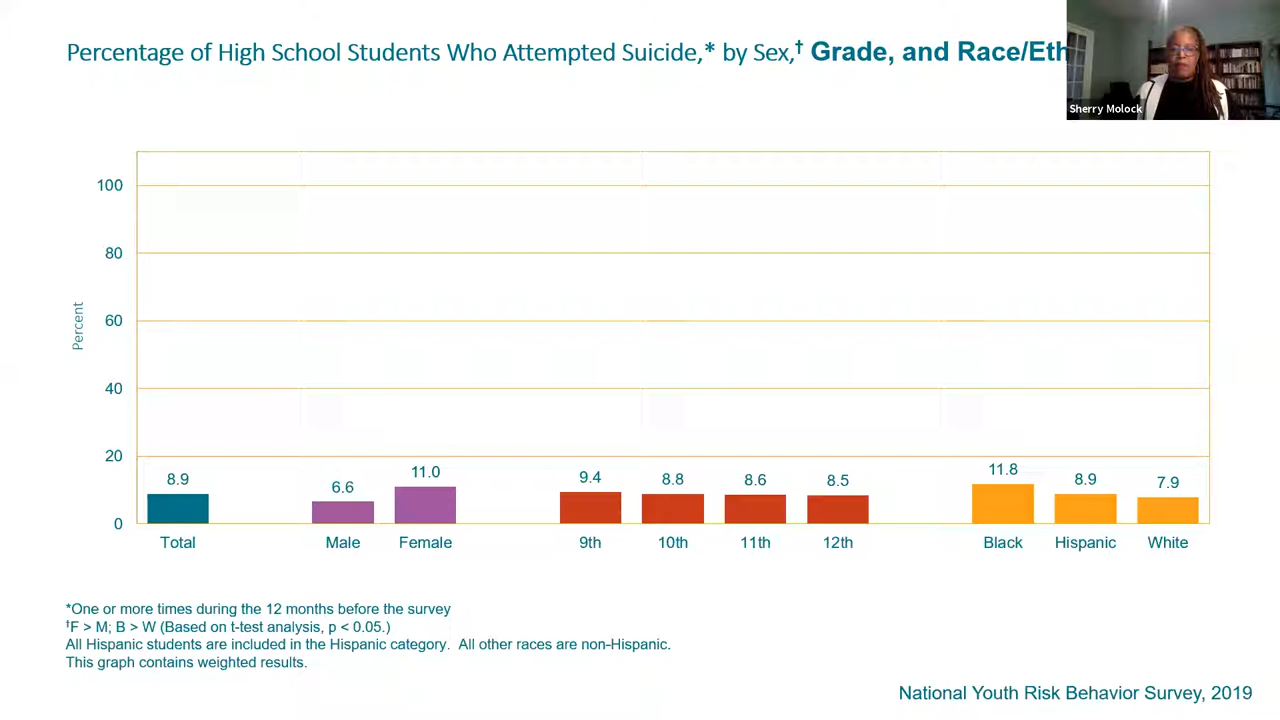 Percentage of High School Students Who Attempted Suicide,* by Sex,† Grade, and Race/Eth
Sherry Molock
100
80
60
40
20
0
Percent
8.9
6.6
11.0
9.4
8.8
8.6
8.5
11.8
8.9
7.9
Total
Male
Female
9th
10th
11th
12th
Black
Hispanic
White
*One or more times during the 12 months before the survey
†F > M; B > W (Based on t-test analysis, p < 0.05.)
All Hispanic students are included in the Hispanic category.  All other races are non-Hispanic.
This graph contains weighted results.
National Youth Risk Behavior Survey, 2019